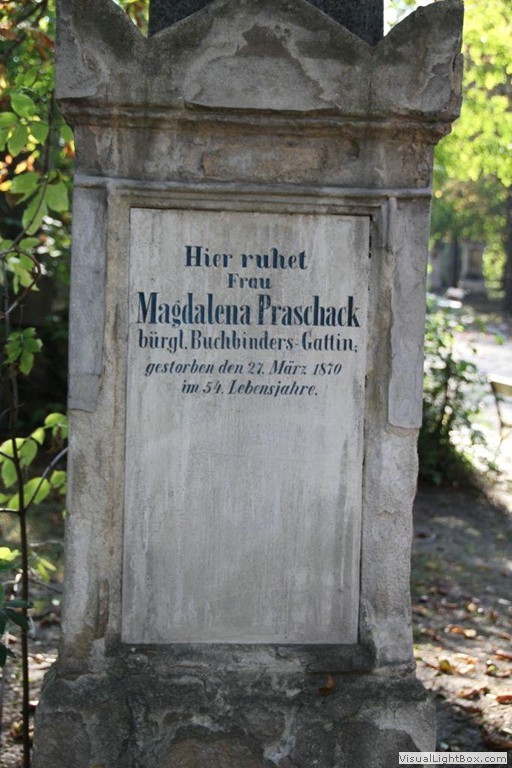 Hier ruhet
Frau
Magdalena Praschack
bürgl. Buchbinders-Gattin;
gestorben den 27. März 1870
im 54. Lebensjahre.
VisualLightBox.com